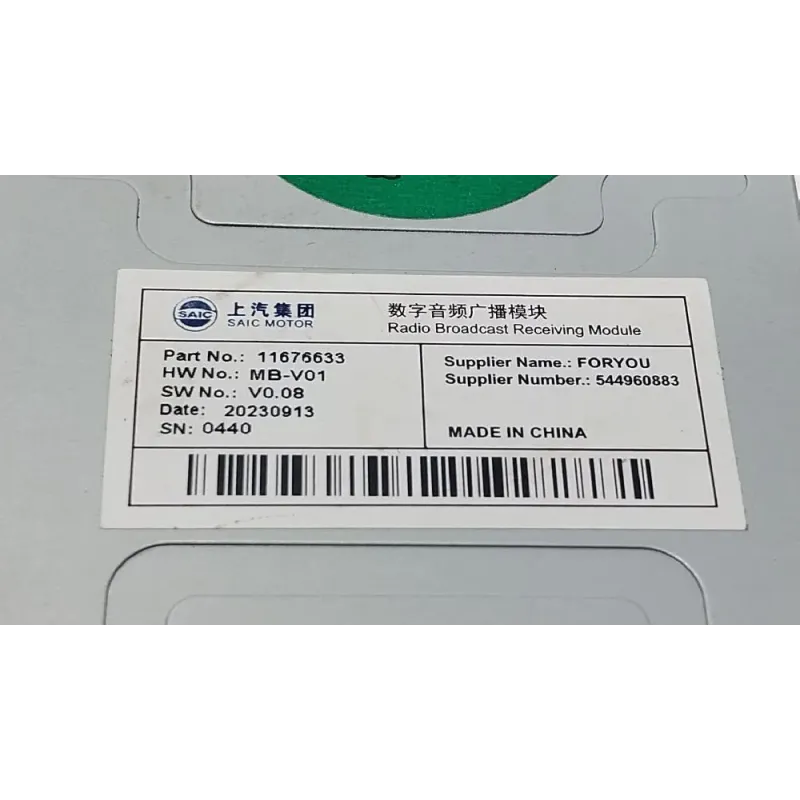 SAIC
上汽集团
SAIC MOTOR
数字音频广播模块
Radio Broadcast Receiving Module
Part No.: 11676633
HW No.: MB-V01
SW No.: V0.08
Date: 20230913
SN: 0440
Supplier Name.: FORYOU
Supplier Number.: 544960883
MADE IN CHINA